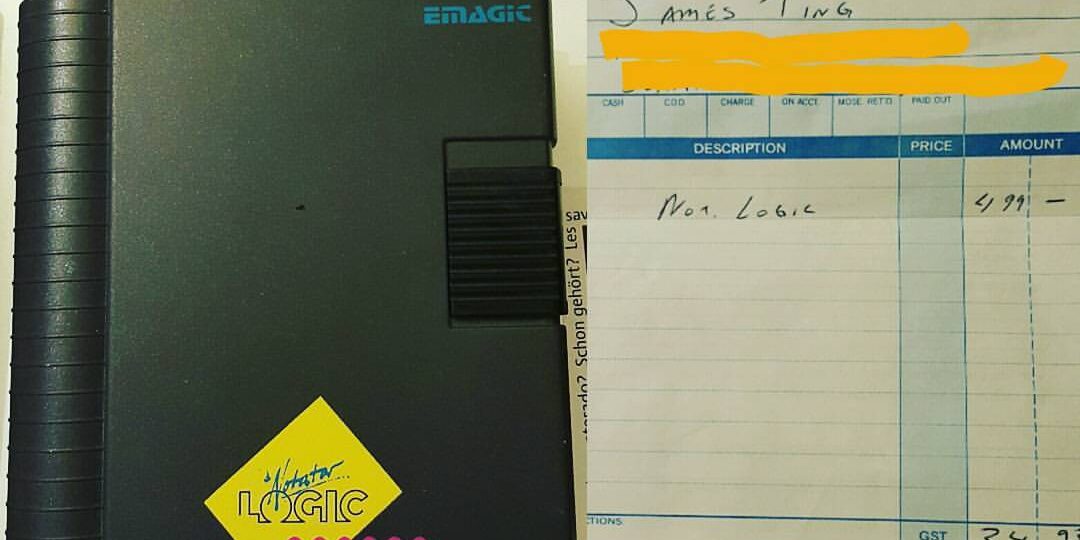 EMAGIC
Notator
LOGIC
Les
Schon gehört?
JAMES TING
CASH C.O.D. CHARGE ON ACCT. MDSE. RET'D. PAID OUT
DESCRIPTION PRICE AMOUNT
Not. LOGIC 499 —
GST